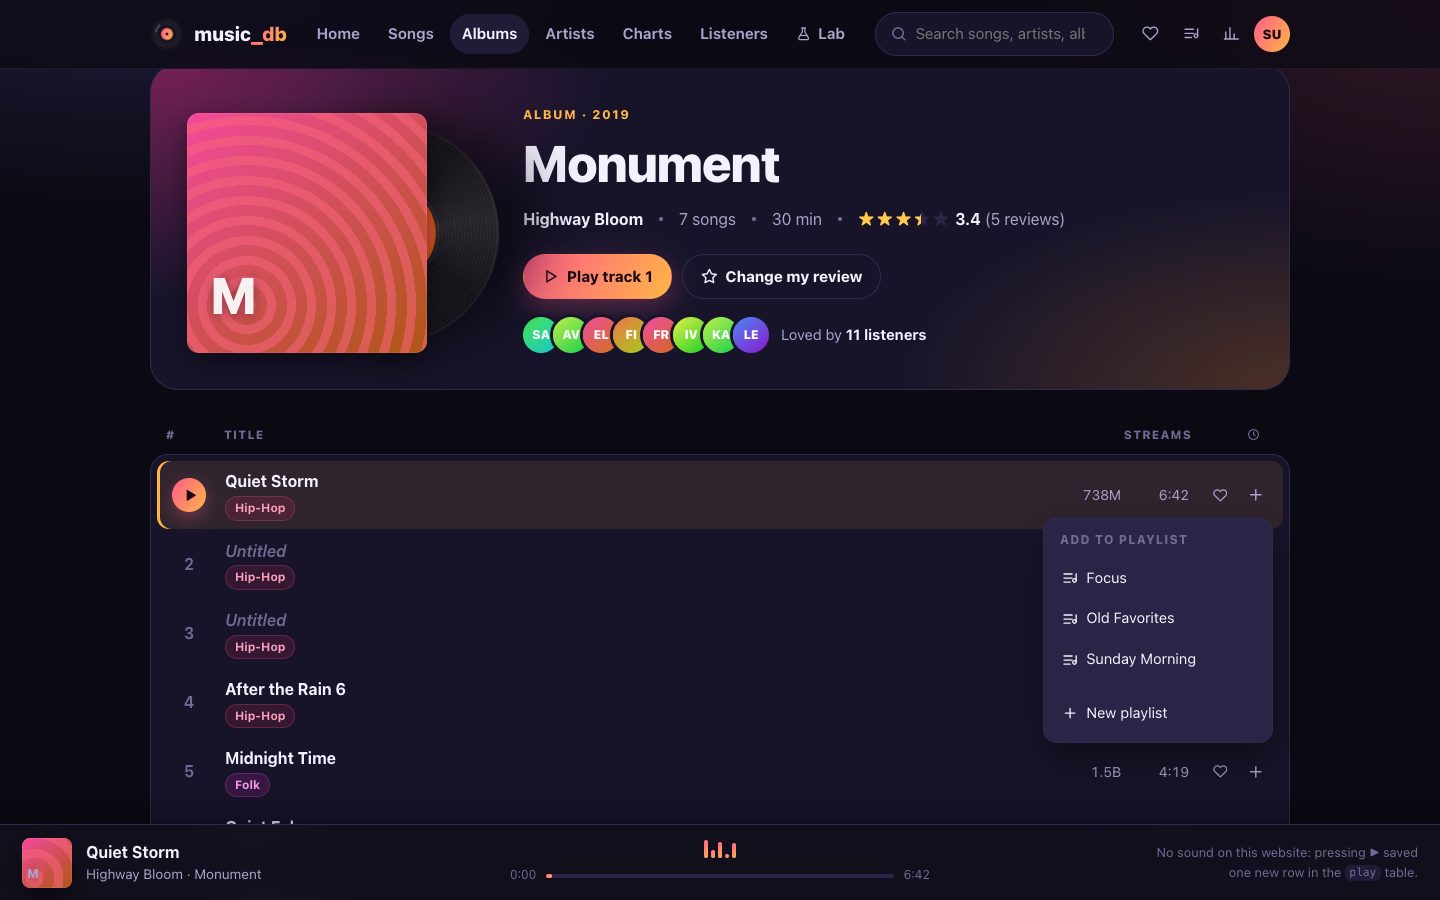 music_db
Home
Songs
Albums
Artists
Charts
Listeners
Lab
Search songs, artists, alb
SU
ALBUM · 2019
Monument
Highway Bloom • 7 songs • 30 min • 3.4 (5 reviews)
Play track 1
Change my review
M
SA AV EL FI FR IV KA LE
Loved by 11 listeners
# TITLE STREAMS
Quiet Storm
Hip-Hop
738M 6:42
2 Untitled
Hip-Hop
3 Untitled
Hip-Hop
4 After the Rain 6
Hip-Hop
5 Midnight Time
Folk
1.5B 4:19
ADD TO PLAYLIST
Focus
Old Favorites
Sunday Morning
New playlist
M
Quiet Storm
Highway Bloom · Monument
0:00 6:42
No sound on this website: pressing ▶ saved
one new row in the play table.